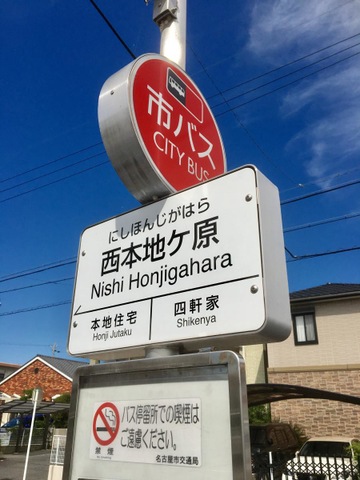 市バス
CITY BUS
にしほんじがはら
西本地ケ原
Nishi Honjigahara
本地住宅
Honji Jutaku
四軒家
Shikenya
バス停留所での喫煙は
ご遠慮ください。
禁煙
名古屋市交通局